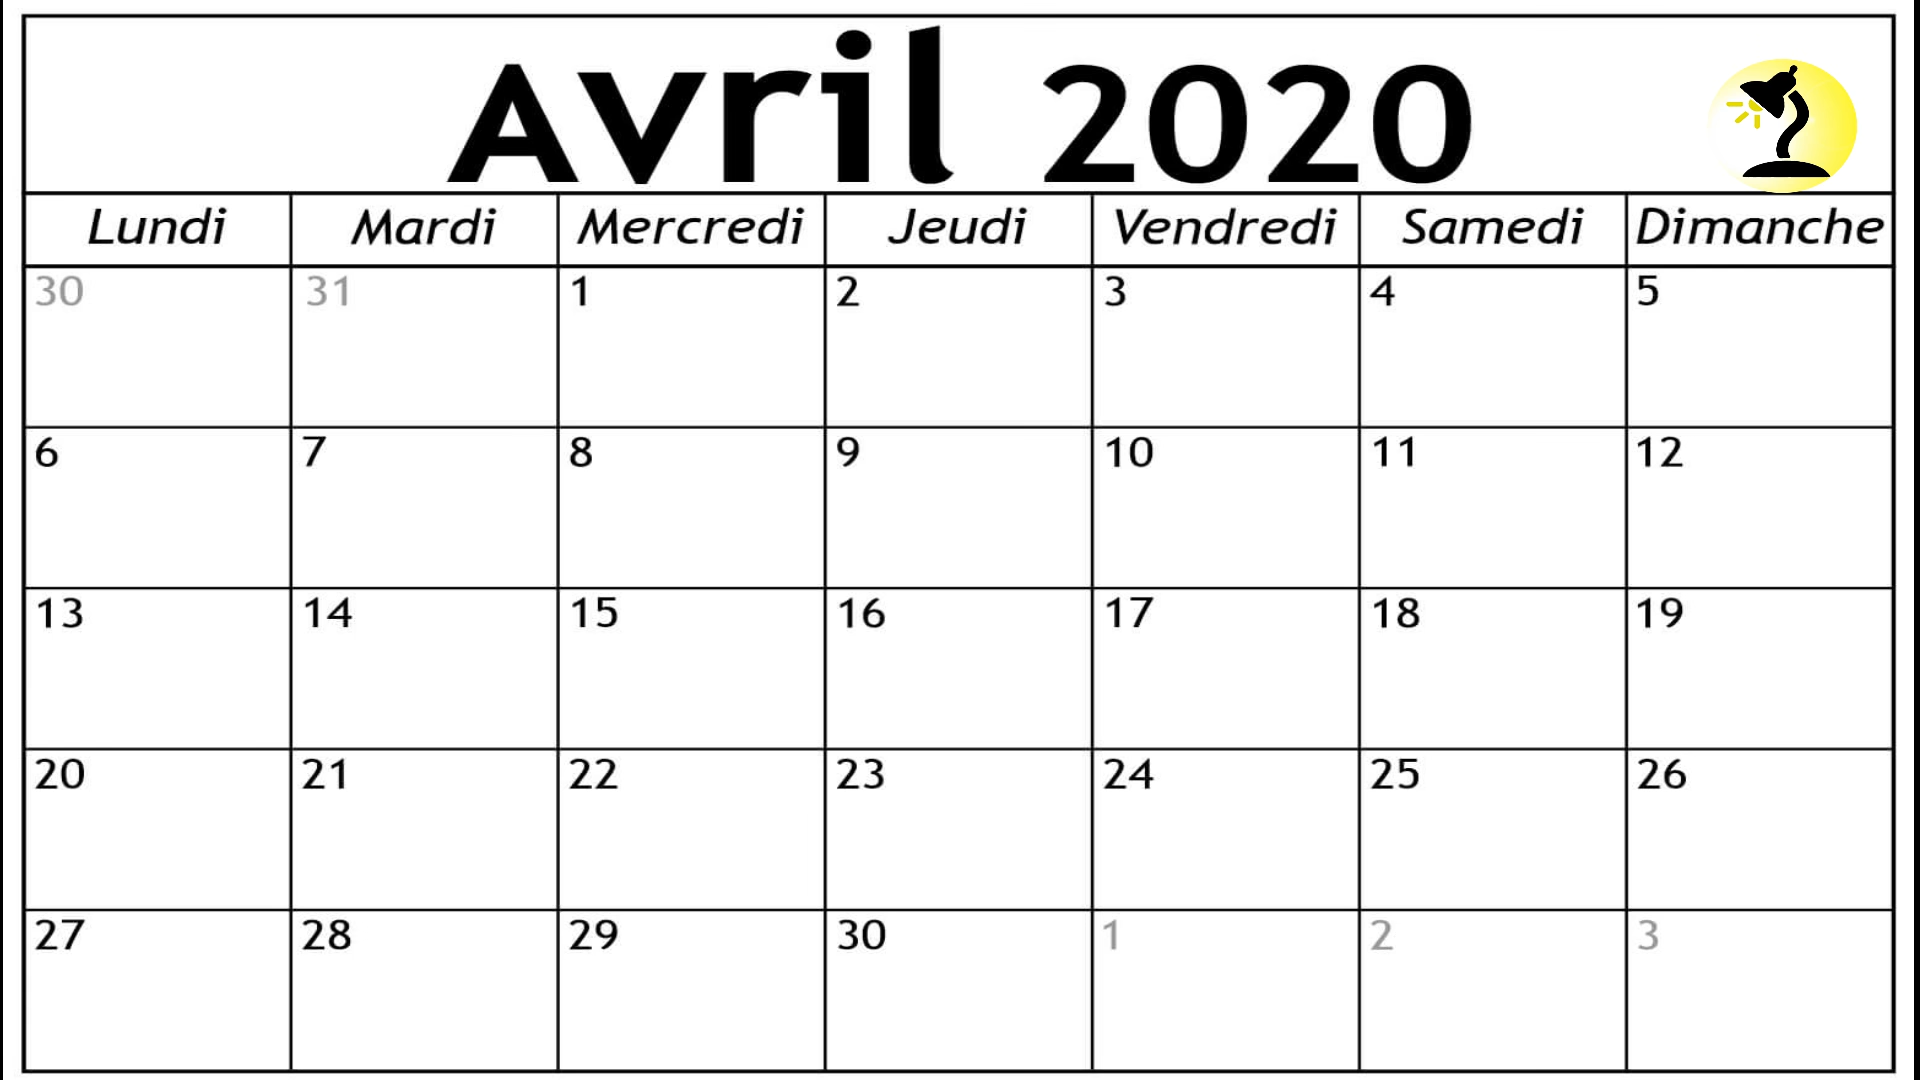 Avril 2020
Lundi Mardi Mercredi Jeudi Vendredi Samedi Dimanche
30 31 1 2 3 4 5
6 7 8 9 10 11 12
13 14 15 16 17 18 19
20 21 22 23 24 25 26
27 28 29 30 1 2 3